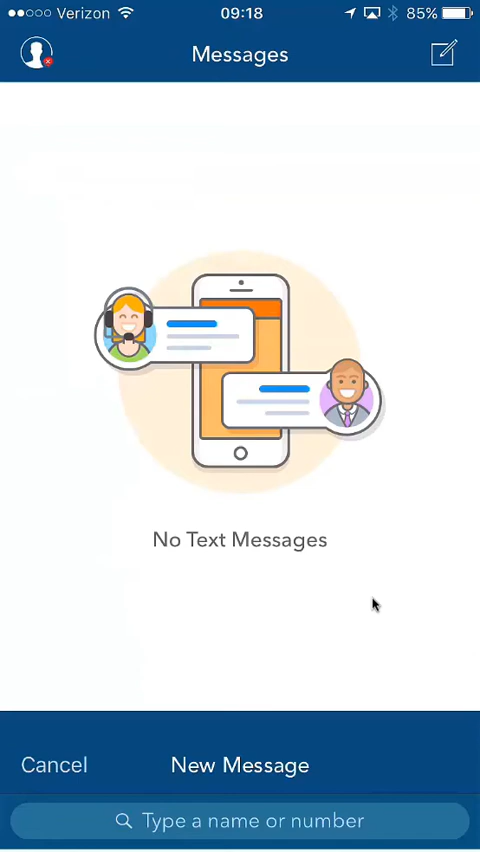 Verizon 09:18 85%
Messages
No Text Messages
Cancel New Message
Type a name or number